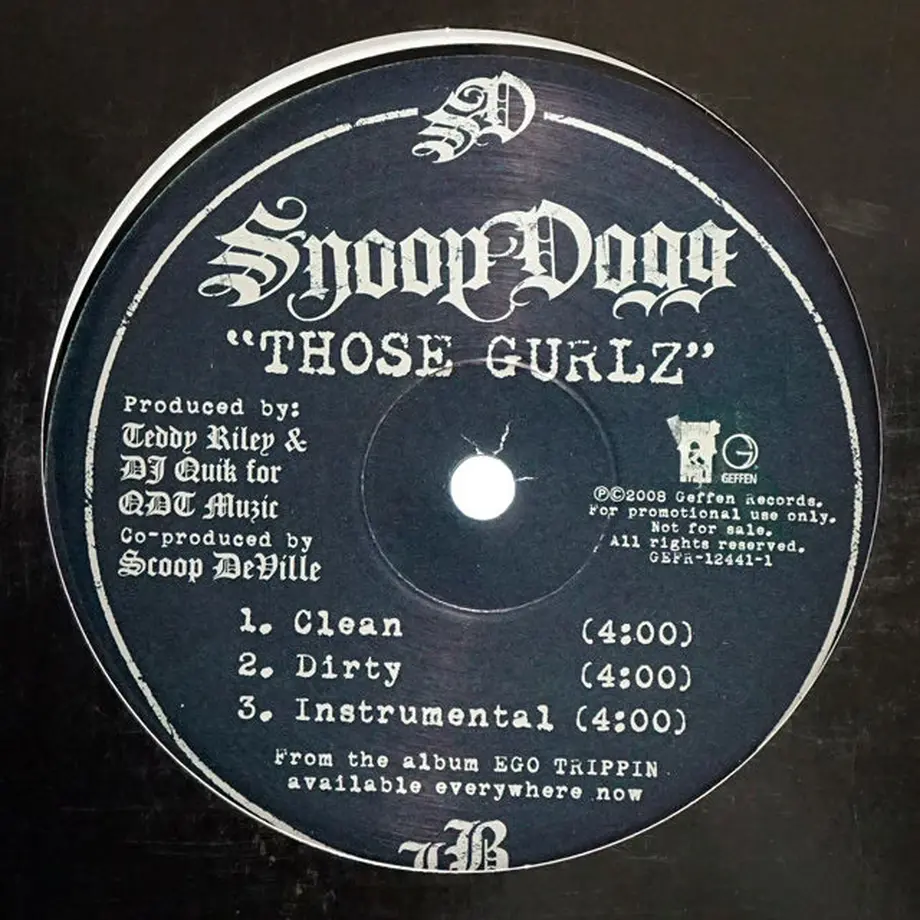 SD
Snoop Dogg
"THOSE GURLZ"
Produced by:
Teddy Riley &
DJ Quik for
QDT Muzic
Co-produced by
Scoop DeVille
G
GEFFEN
℗©2008 Geffen Records.
For promotional use only.
Not for sale.
All rights reserved.
GEFR-12441-1
1. Clean (4:00)
2. Dirty (4:00)
3. Instrumental (4:00)
From the album EGO TRIPPIN
available everywhere now